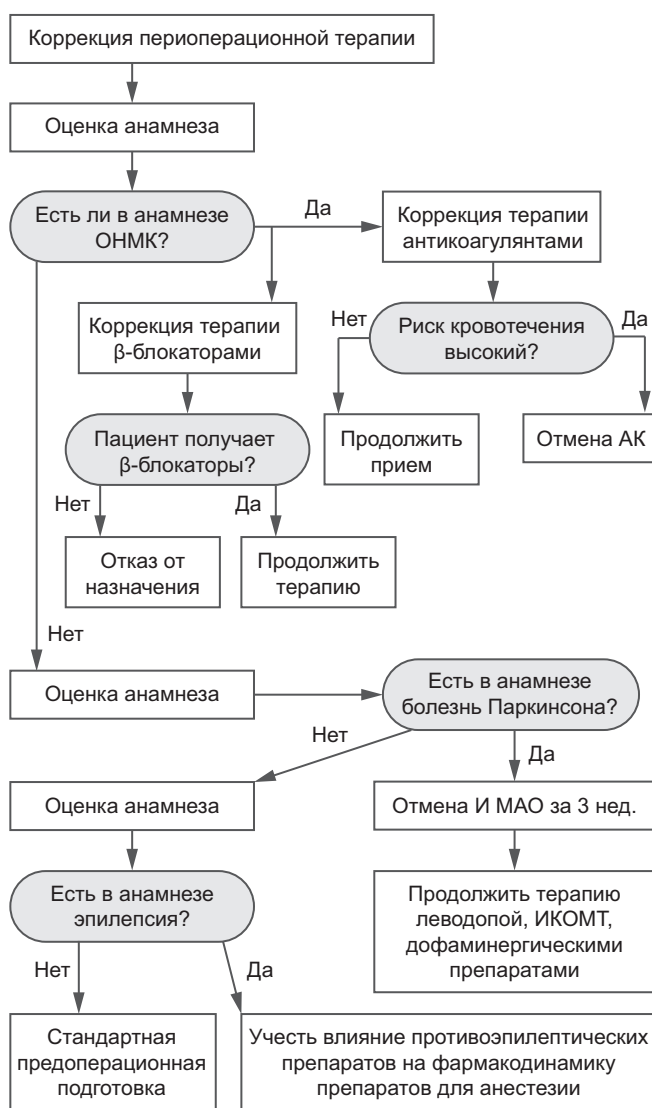 Коррекция периоперационной терапии
Оценка анамнеза
Есть ли в анамнезе
ОНМК?
Да
Коррекция терапии
антикоагулянтами
Коррекция терапии
β-блокаторами
Нет
Риск кровотечения
высокий?
Да
Пациент получает
β-блокаторы?
Продолжить
прием
Отмена АК
Нет
Да
Отказ от
назначения
Продолжить
терапию
Нет
Оценка анамнеза
Есть в анамнезе
болезнь Паркинсона?
Нет
Да
Оценка анамнеза
Отмена И МАО за 3 нед.
Есть в анамнезе
эпилепсия?
Продолжить терапию
леводопой, ИКОМТ,
дофаминергическими
препаратами
Нет
Да
Стандартная
предоперационная
подготовка
Учесть влияние противоэпилептических
препаратов на фармакодинамику
препаратов для анестезии